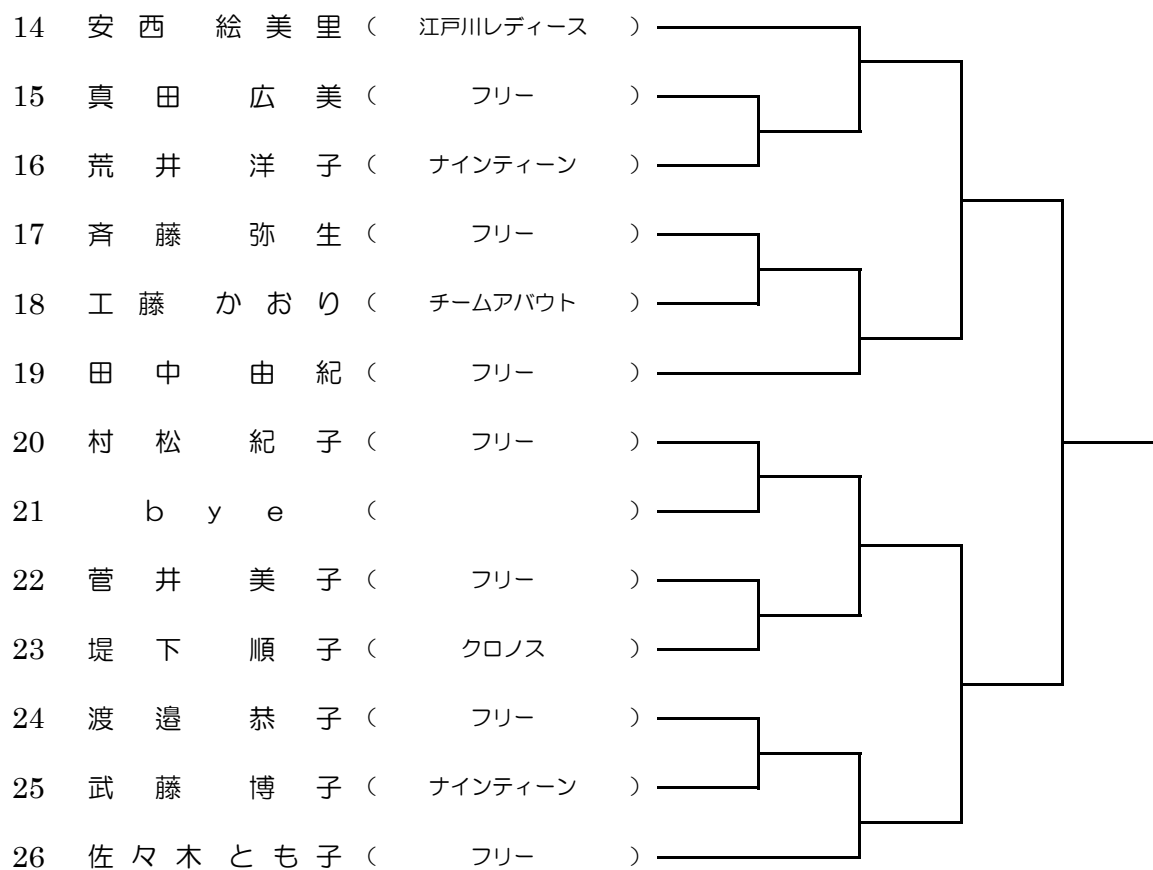 14 安西 絵美里 ( 江戸川レディース )
15 真田 広美 ( フリー )
16 荒井 洋子 ( ナインティーン )
17 斉藤 弥生 ( フリー )
18 工藤 かおり ( チームアバウト )
19 田中 由紀 ( フリー )
20 村松 紀子 ( フリー )
21 bye ( )
22 菅井 美子 ( フリー )
23 堤下 順子 ( クロノス )
24 渡邉 恭子 ( フリー )
25 武藤 博子 ( ナインティーン )
26 佐々木とも子 ( フリー )